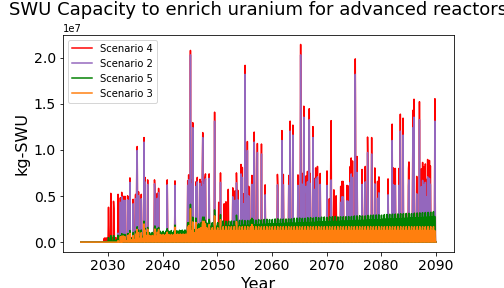 SWU Capacity to enrich uranium for advanced reactors
1e7
Scenario 4
Scenario 2
Scenario 5
Scenario 3
2.0
1.5
1.0
0.5
0.0
kg-SWU
2030 2040 2050 2060 2070 2080 2090
Year